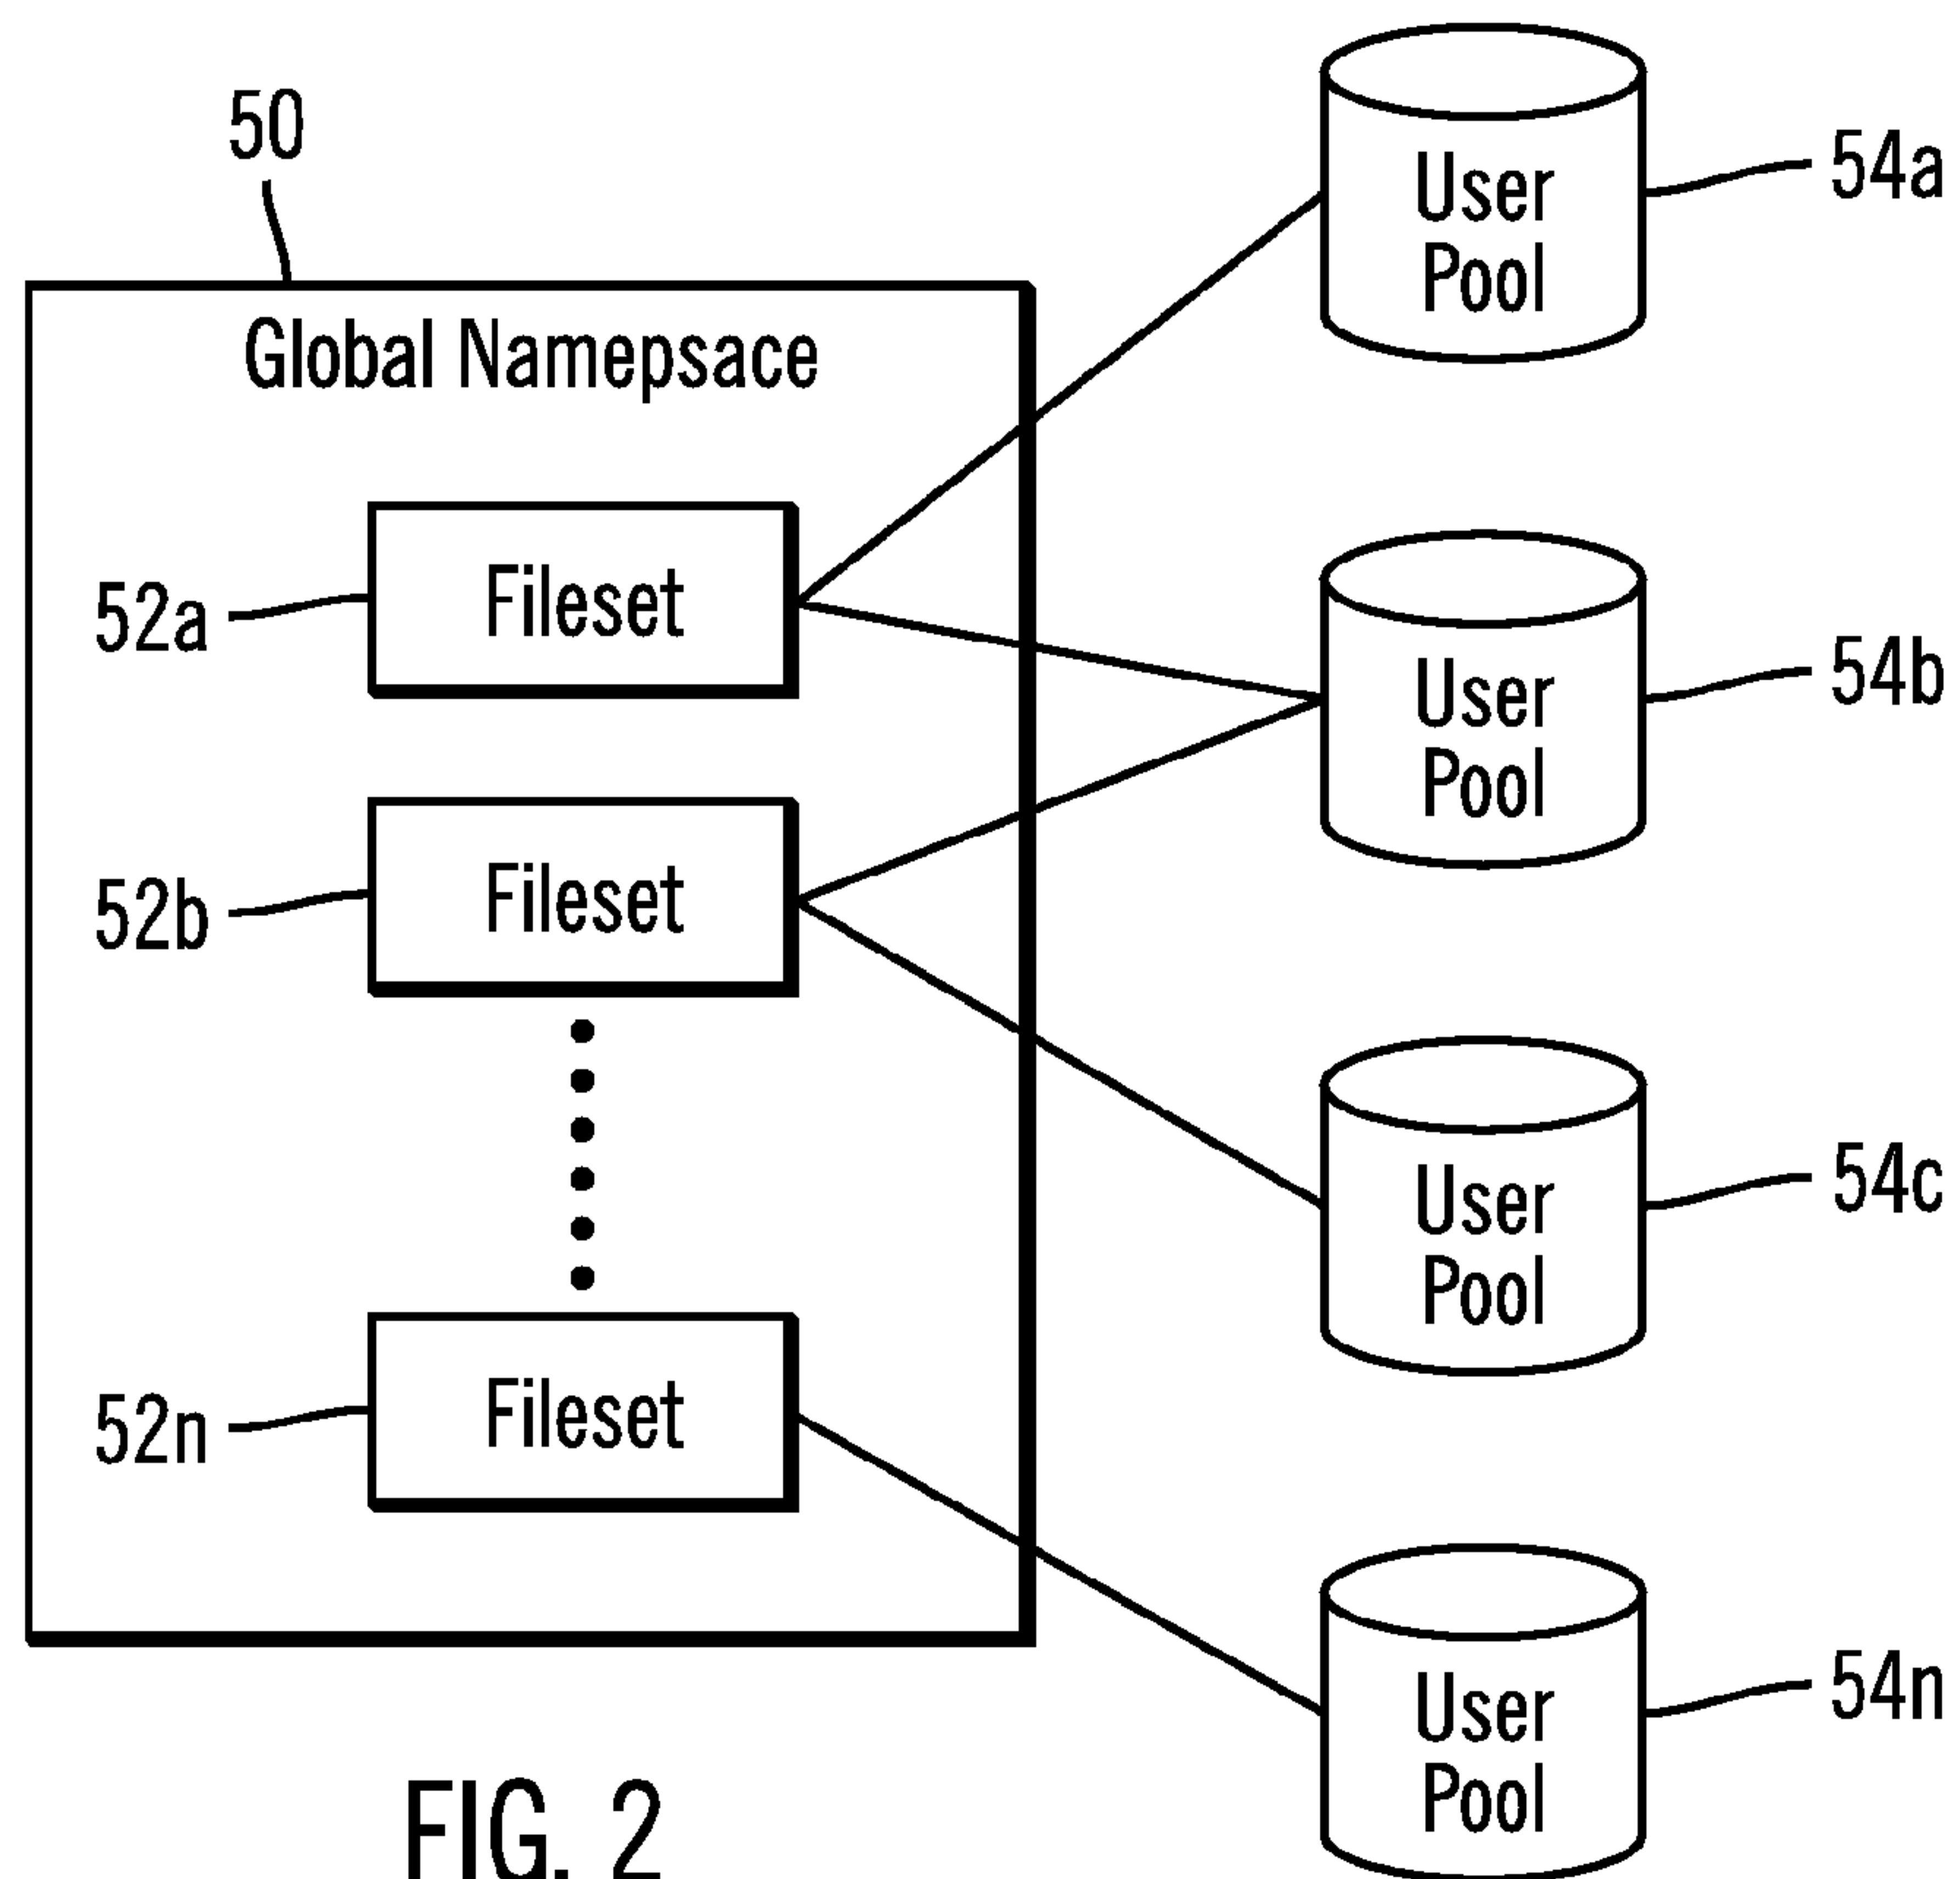 50
Global Namepsace
52a
Fileset
52b
Fileset
52n
Fileset
User
Pool
54a
User
Pool
54b
User
Pool
54c
User
Pool
54n
FIG. 2